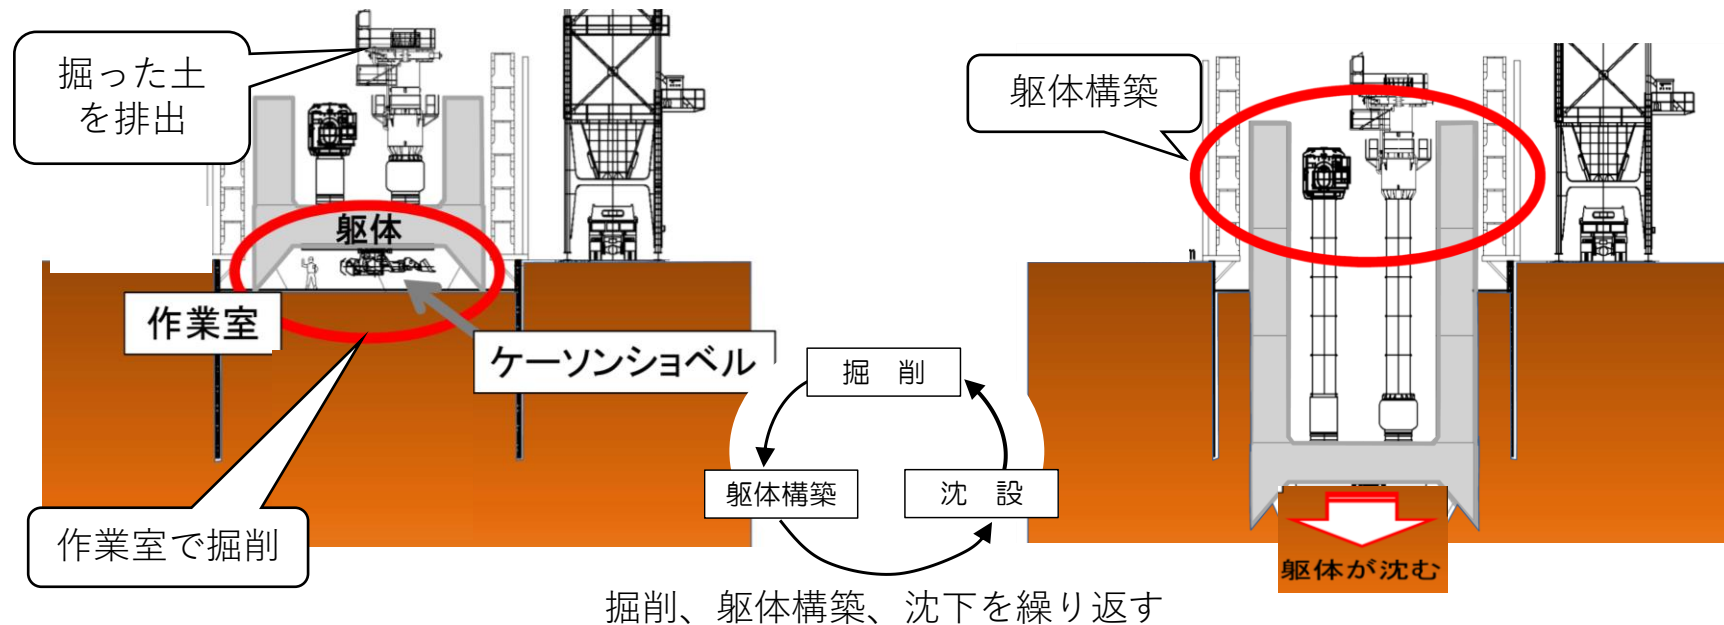 掘った土
を排出
躯体
作業室
ケーソンショベル
作業室で掘削
掘　削
躯体構築
沈　設
掘削、躯体構築、沈下を繰り返す
躯体構築
躯体が沈む